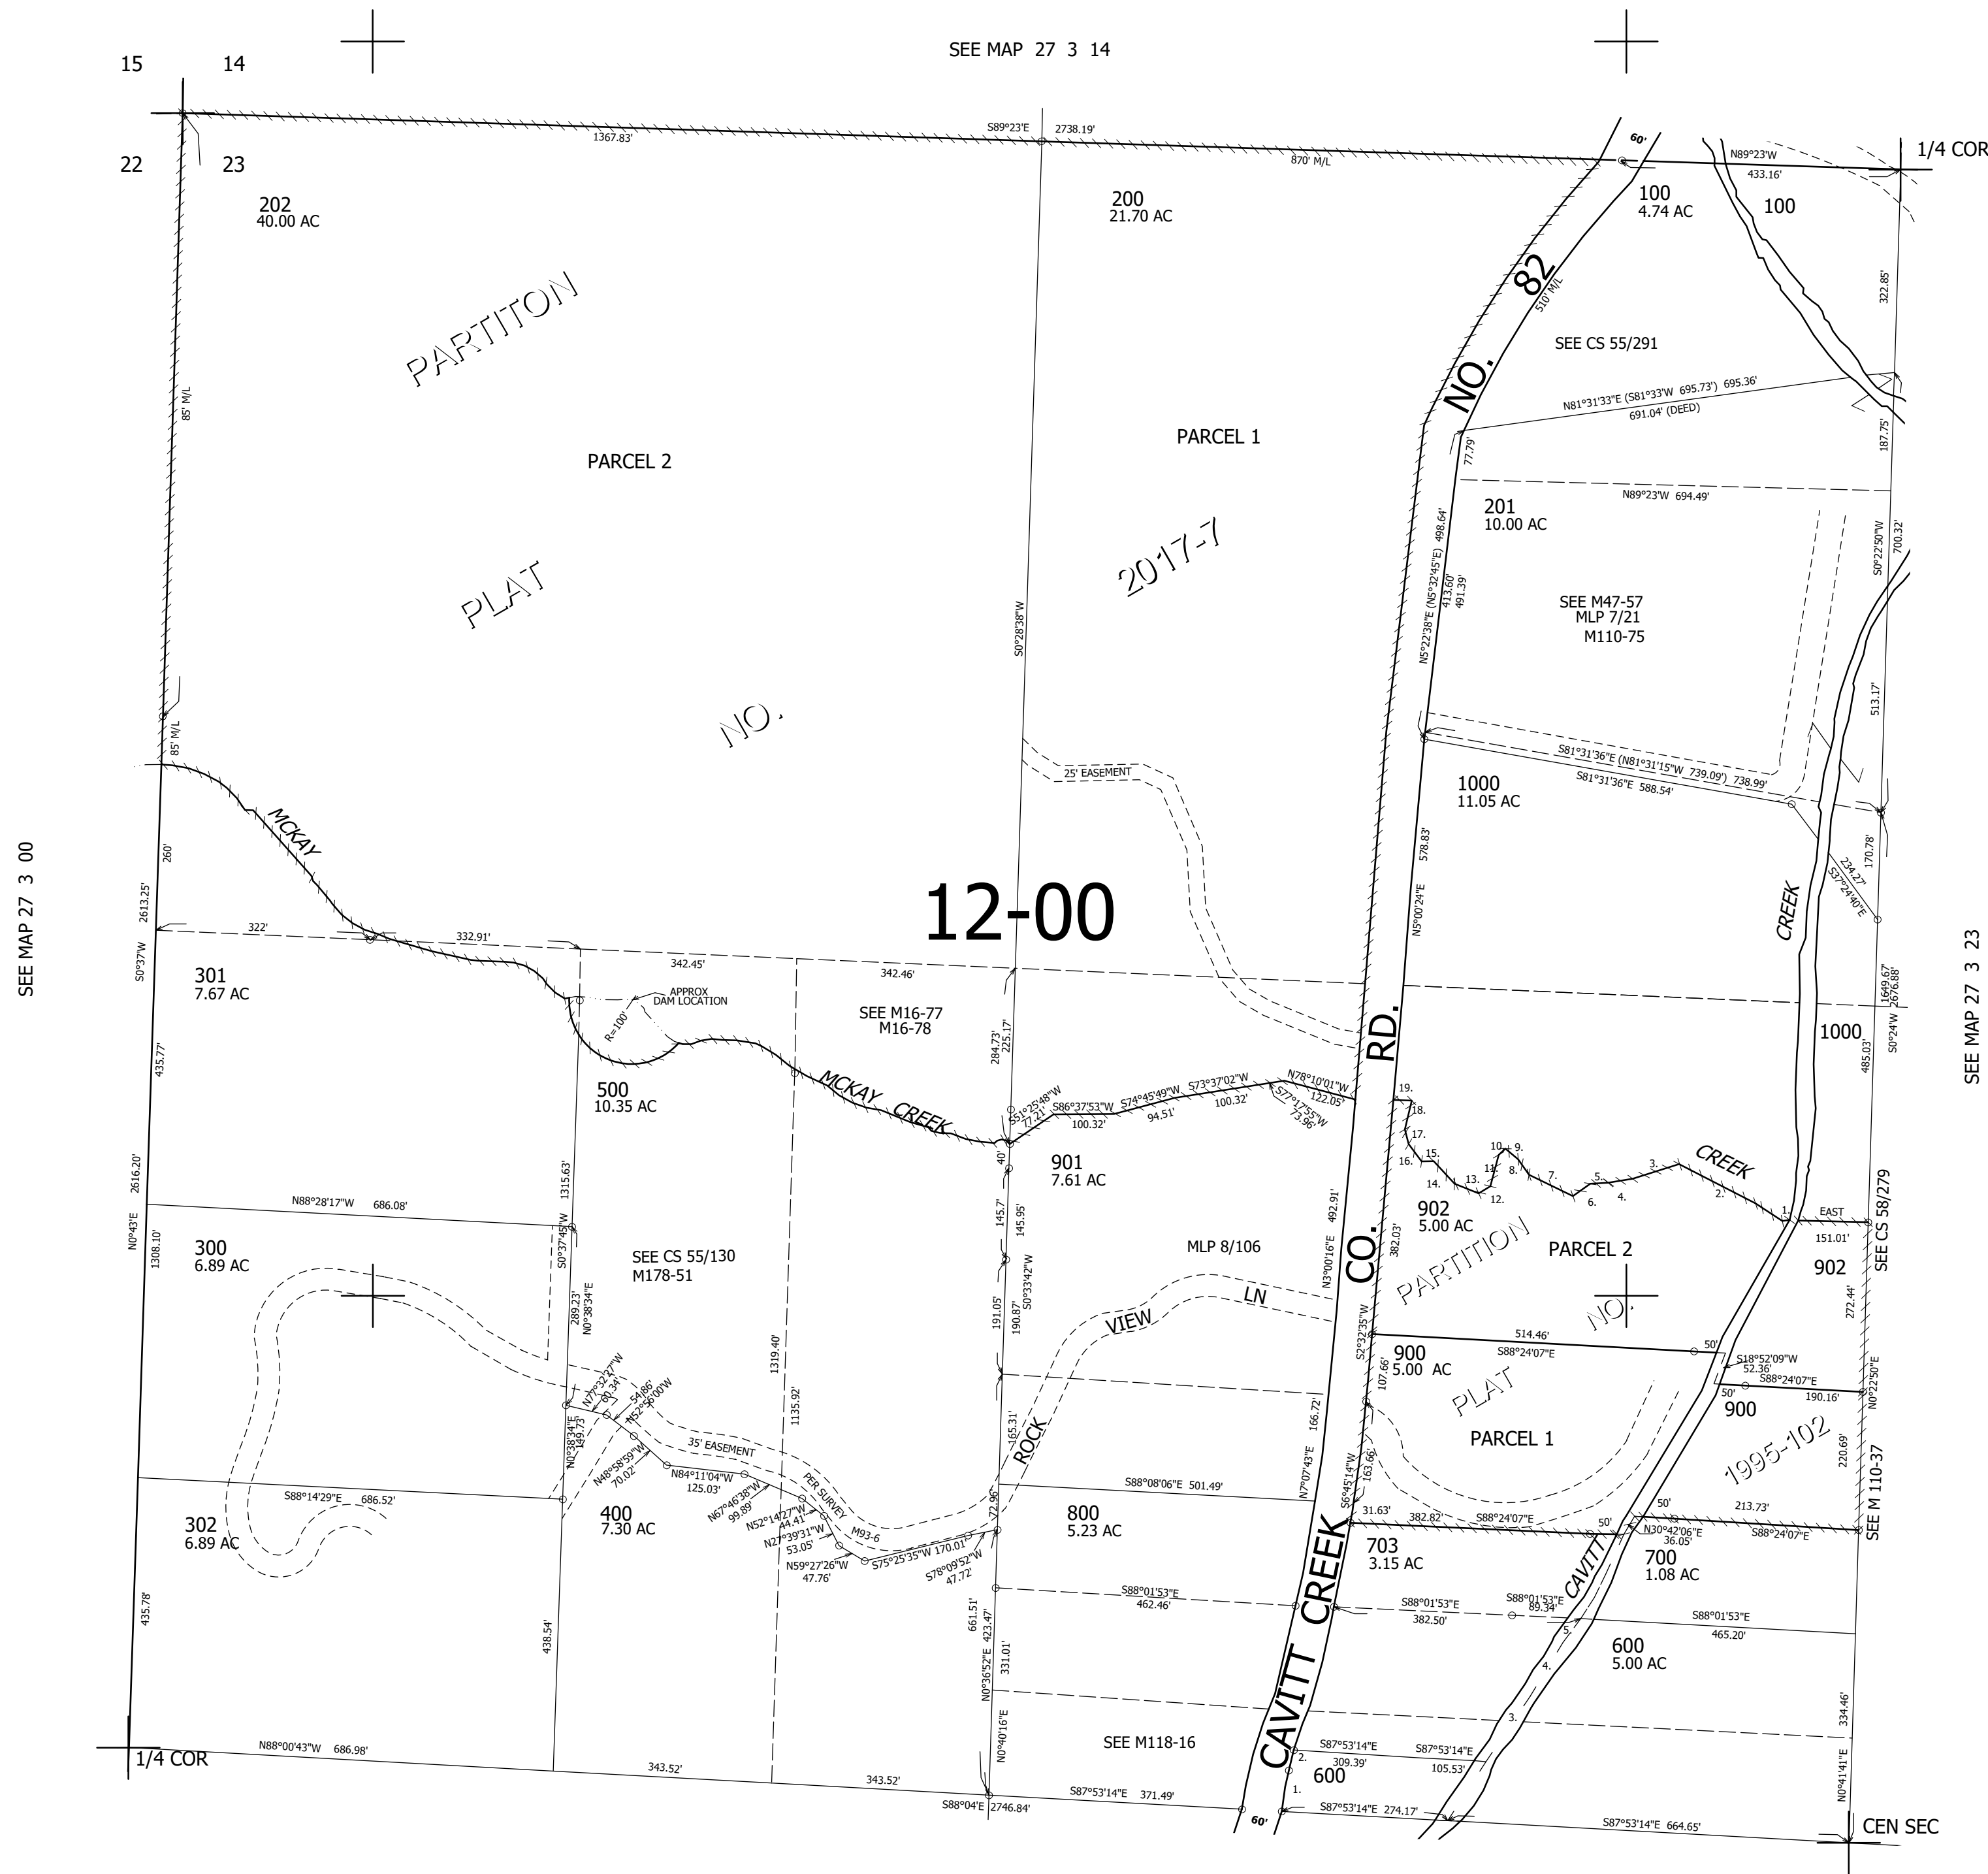 SEE MAP 27 3 14
15 14
22 23
1/4 COR
S89°23'E 2738.19'
1367.83'
870' M/L
60'
N89°23'W
433.16'
202
40.00 AC
200
21.70 AC
100
4.74 AC
100
322.85'
PARTITON
82
510' M/L
SEE CS 55/291
NO.
N81°31'33"E (S81°33'W 695.73') 695.36'
691.04' (DEED)
187.75'
77.79'
85' M/L
PARCEL 2
PARCEL 1
N89°23'W 694.49'
201
10.00 AC
PLAT
2017-7
S0°28'38"W
N5°22'38"E (N5°32'45"E) 498.64'
413.60'
491.39'
S0°22'50"W
700.32'
SEE M47-57
MLP 7/21
M110-75
NO.
513.17'
85' M/L
25' EASEMENT
S81°31'36"E (N81°31'15"W 739.09') 738.99'
S81°31'36"E 588.54'
1000
11.05 AC
MCKAY
260'
578.83'
170.78'
234.27'
S37°24'40"E
SEE MAP 27 3 00
12-00
2613.25'
S0°37'W
N5°00'24"E
CREEK
322'
332.91'
342.45'
342.46'
SEE MAP 27 3 23
301
7.67 AC
APPROX
DAM LOCATION
R=100'
SEE M16-77
M16-78
RD.
1649.67'
2676.88'
S0°24'W
1000
435.77'
284.73'
225.17'
485.03'
500
10.35 AC
MCKAY CREEK
S51°25'48"W
77.21'
S86°37'53"W
100.32'
S74°45'49"W
94.51'
S73°37'02"W
100.32'
S77°17'55"W
73.96'
N78°10'01"W
122.05'
19.
18.
17.
16.
15.
14.
13.
12.
11.
10.
9.
8.
7.
6.
5.
4.
3.
2.
1.
CREEK
40'
901
7.61 AC
2616.20'
1315.63'
902
5.00 AC
EAST
151.01'
SEE CS 58/279
N88°28'17"W 686.08'
145.7'
145.95'
492.91'
382.03'
PARTITION
PARCEL 2
902
N0°43'E
1308.10'
300
6.89 AC
S0°37'45"W
SEE CS 55/130
M178-51
MLP 8/106
N3°00'16"E
CO.
NO.
272.44'
S0°33'42"W
289.23'
N0°38'34"E
191.05'
190.87'
VIEW LN
1319.40'
S2°32'35"W
514.46'
S88°24'07"E
50'
S18°52'09"W
52.36'
S88°24'07"E
50'
190.16'
N0°22'50"E
900
5.00 AC
107.66'
PLAT
900
N77°32'27"W
60.34'
54.86'
N52°56'00"W
1135.92'
166.72'
165.31'
ROCK
N0°38'34"E
149.73'
35' EASEMENT
PARCEL 1
1995-102
220.69'
SEE M 110-37
N48°58'59"W
70.02'
N84°11'04"W
125.03'
N67°46'38"W
99.89'
PER SURVEY
M93-6
N52°14'27"W
44.41'
N27°39'31"W
53.05'
N59°27'26"W
47.76'
S75°25'35"W 170.01'
S78°09'52"W
47.72'
72.96'
S88°08'06"E 501.49'
N7°07'43"E
S6°45'14"W
163.66'
31.63'
382.82'
S88°24'07"E
50'
50'
213.73'
S88°24'07"E
N30°42'06"E
36.05'
S88°14'29"E 686.52'
302
6.89 AC
400
7.30 AC
800
5.23 AC
703
3.15 AC
700
1.08 AC
CAVITT
S88°01'53"E
462.46'
S88°01'53"E
382.50'
S88°01'53"E
89.34'
S88°01'53"E
465.20'
435.78'
438.54'
661.51'
423.47'
331.01'
N0°36'52"E
5.
4.
3.
600
5.00 AC
CAVITT CREEK
334.46'
N0°40'16"E
SEE M118-16
S87°53'14"E
309.39'
S87°53'14"E
105.53'
2.
1.
600
N0°41'41"E
1/4 COR
N88°00'43"W 686.98'
343.52'
343.52'
S88°04'E 2746.84'
S87°53'14"E 371.49'
60'
S87°53'14"E 274.17'
S87°53'14"E 664.65'
CEN SEC